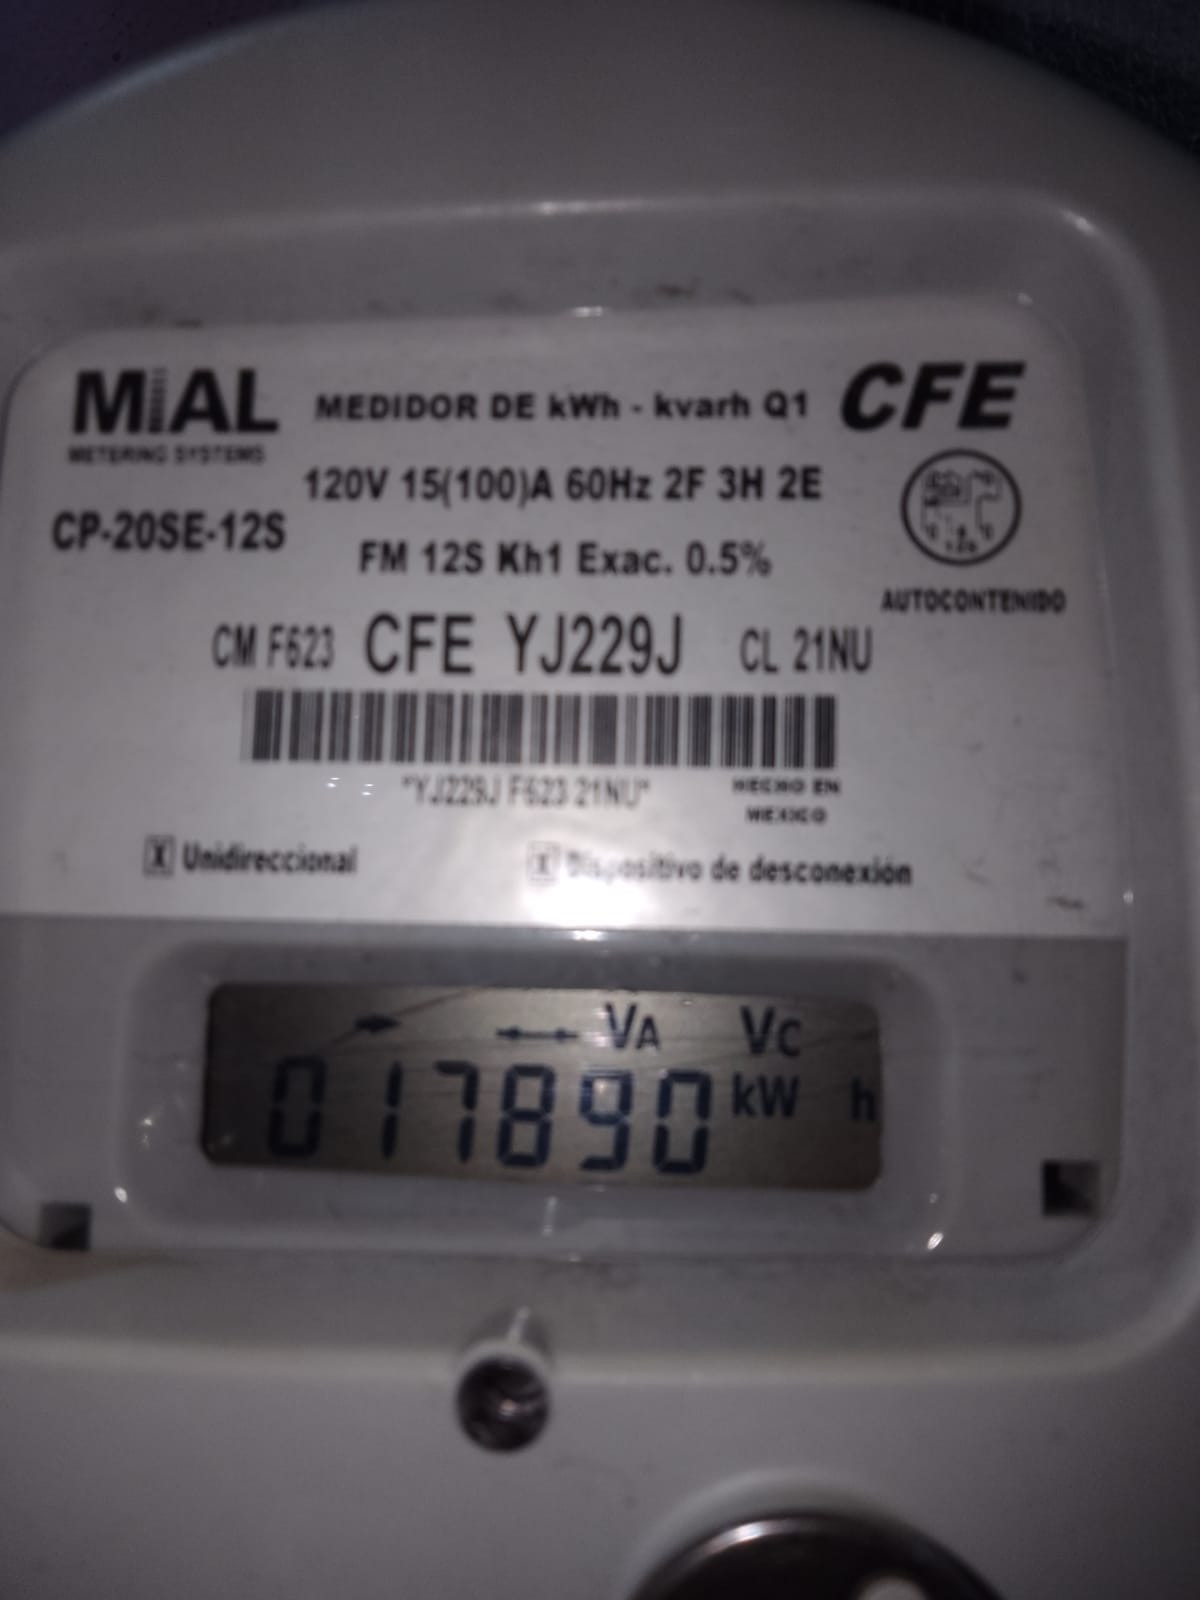 MIAL
METERING SYSTEMS
MEDIDOR DE kWh - kvarh Q1
CFE
120V 15(100)A 60Hz 2F 3H 2E
CP-20SE-12S
FM 12S Kh1 Exac. 0.5%
AUTOCONTENIDO
CM F623 CFE YJ229J CL 21NU
"YJ229J F623 21NU"
HECHO EN
MEXICO
X Unidireccional
X Dispositivo de desconexión
VA VC
017890 kW h